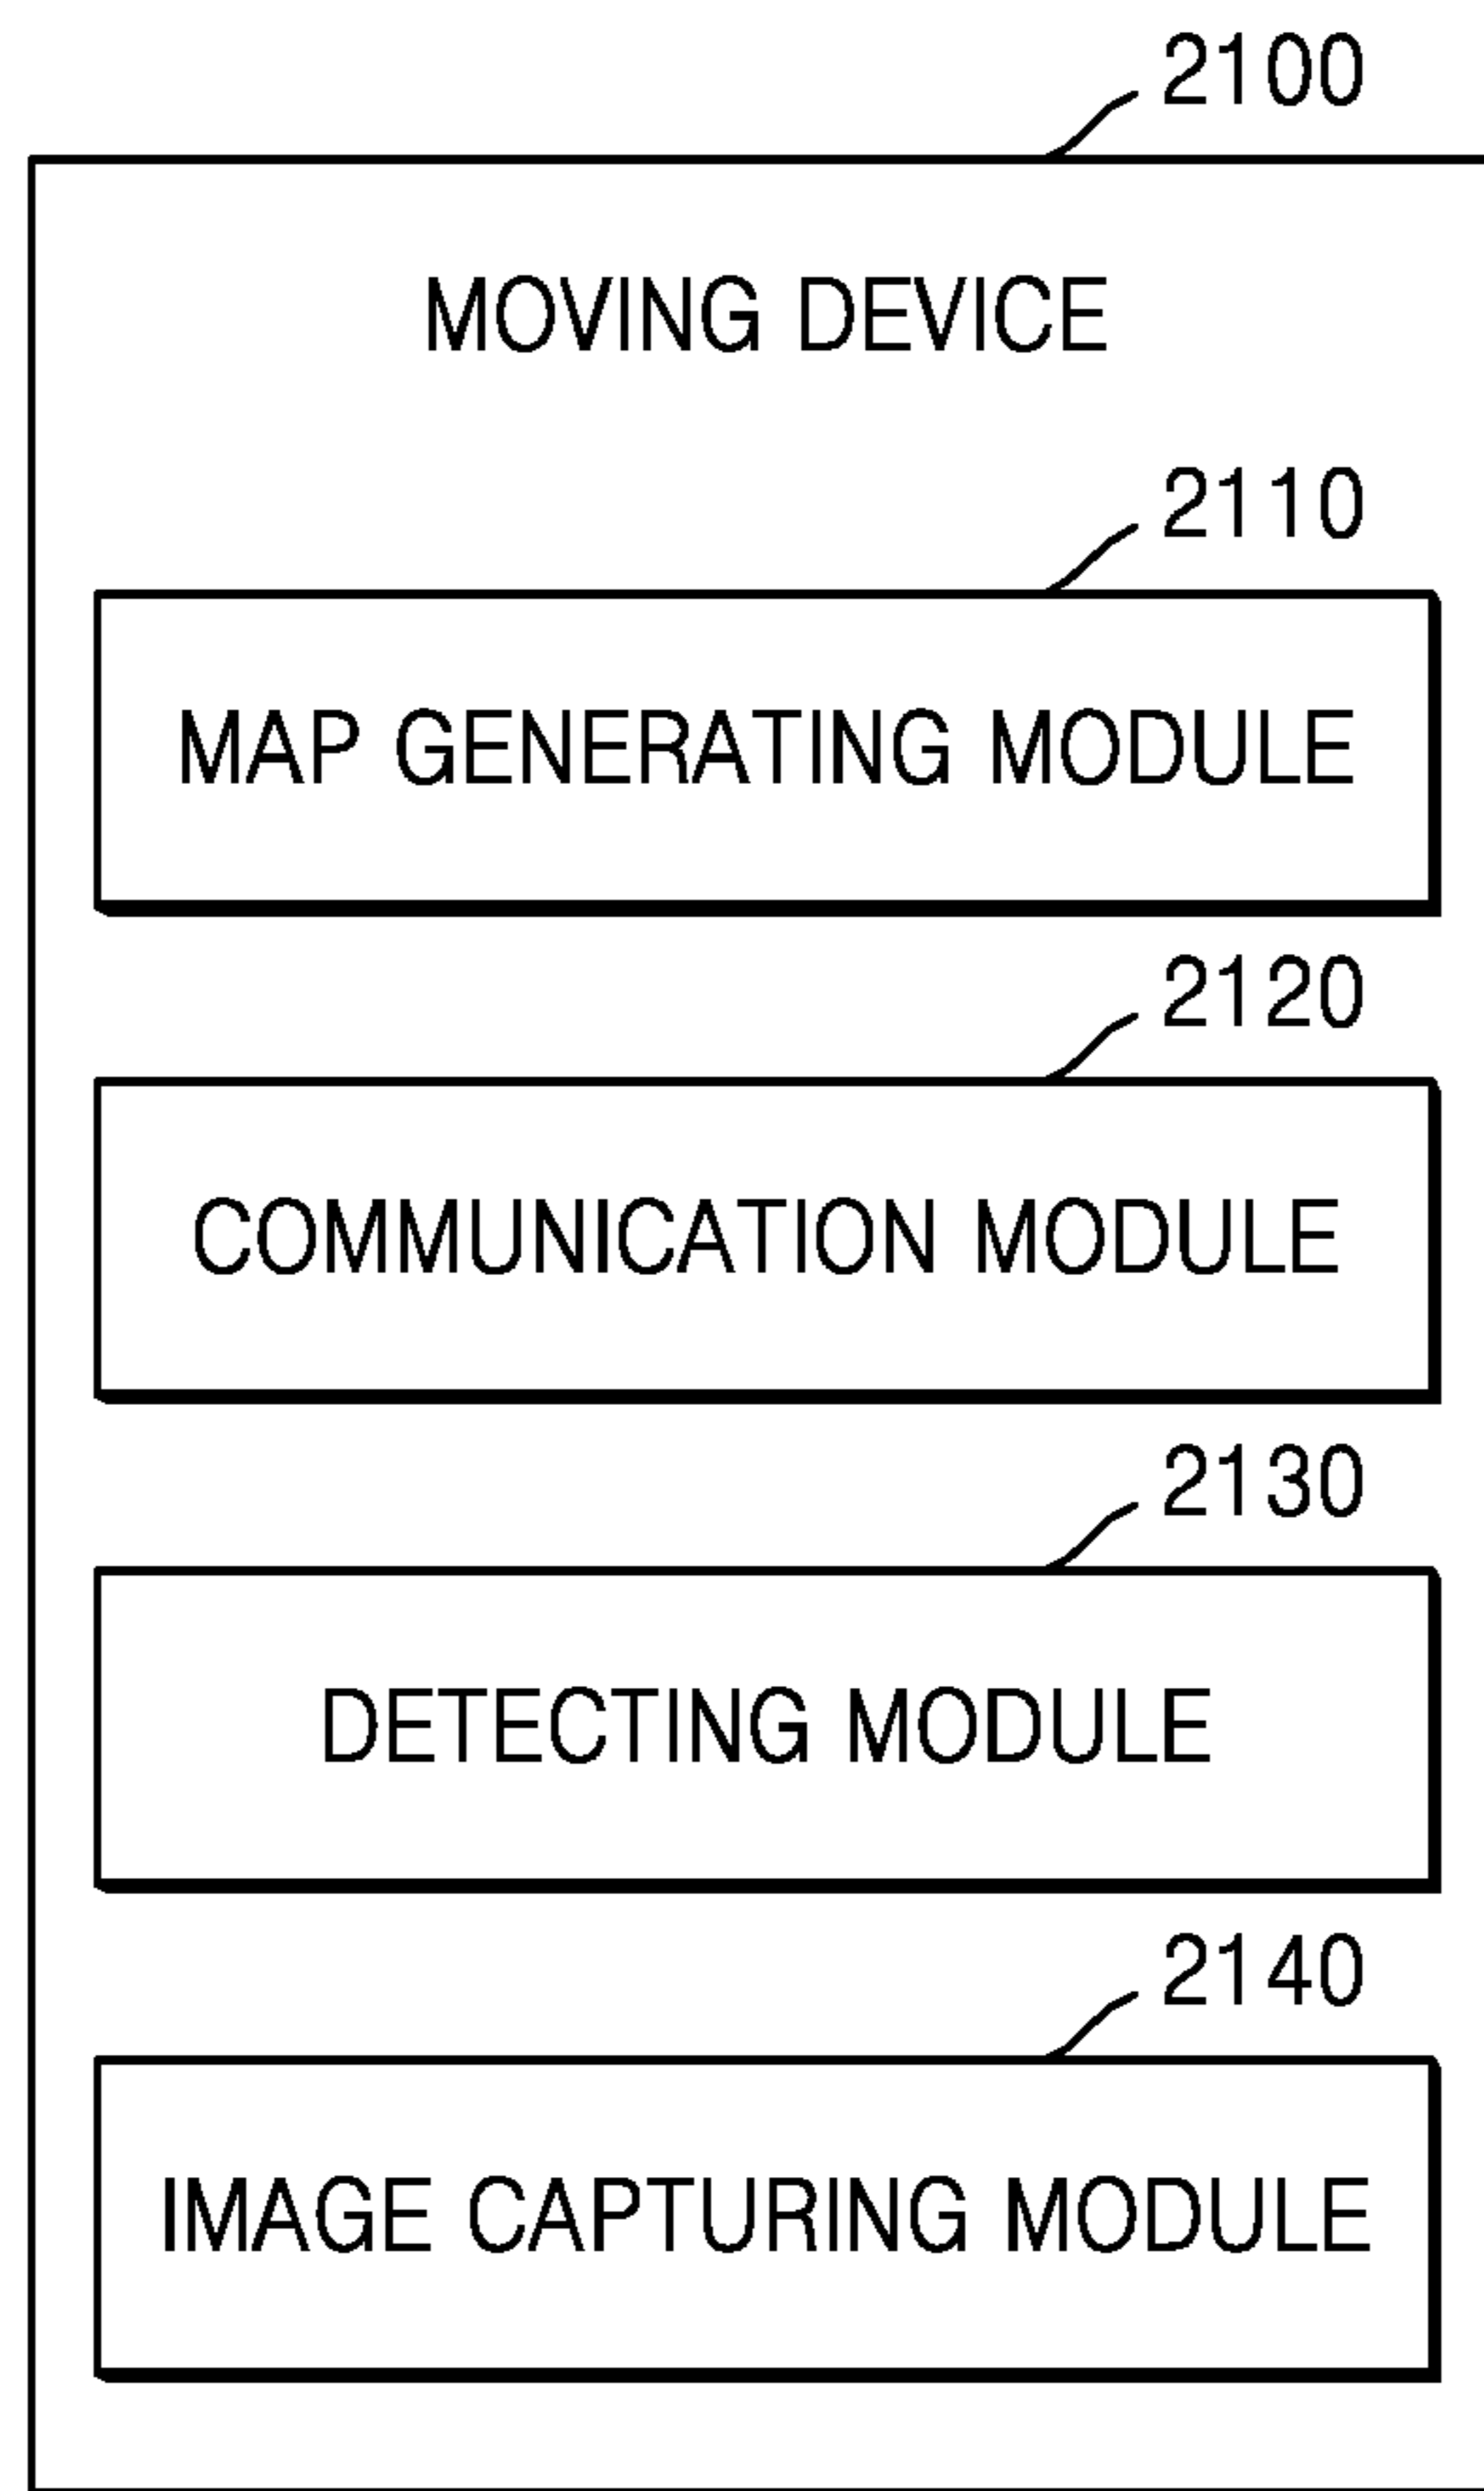 2100
MOVING DEVICE
2110
MAP GENERATING MODULE
2120
COMMUNICATION MODULE
2130
DETECTING MODULE
2140
IMAGE CAPTURING MODULE